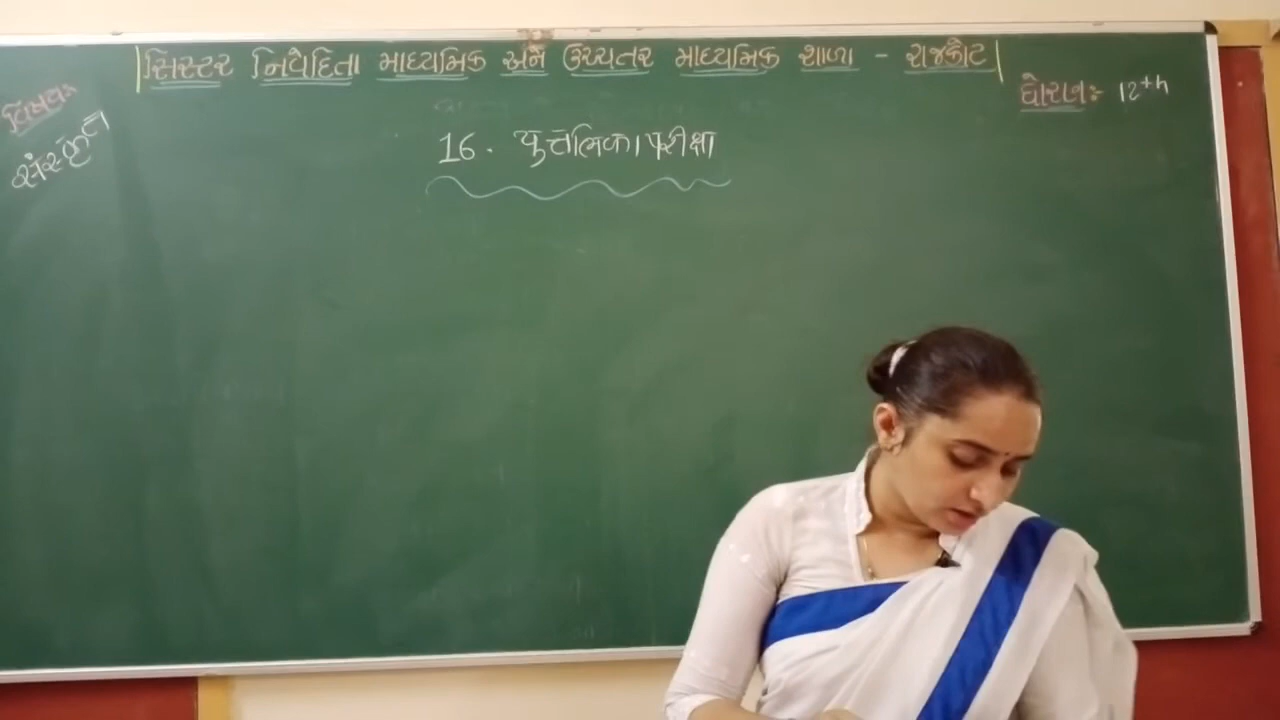 સિસ્ટર નિવેદિતા માધ્યમિક અને ઉચ્ચતર માધ્યમિક શાળા - રાજકોટ
વિષયઃ
સંસ્કૃત
ધોરણઃ- 12th
16. પુત્તલિકાપરીક્ષા